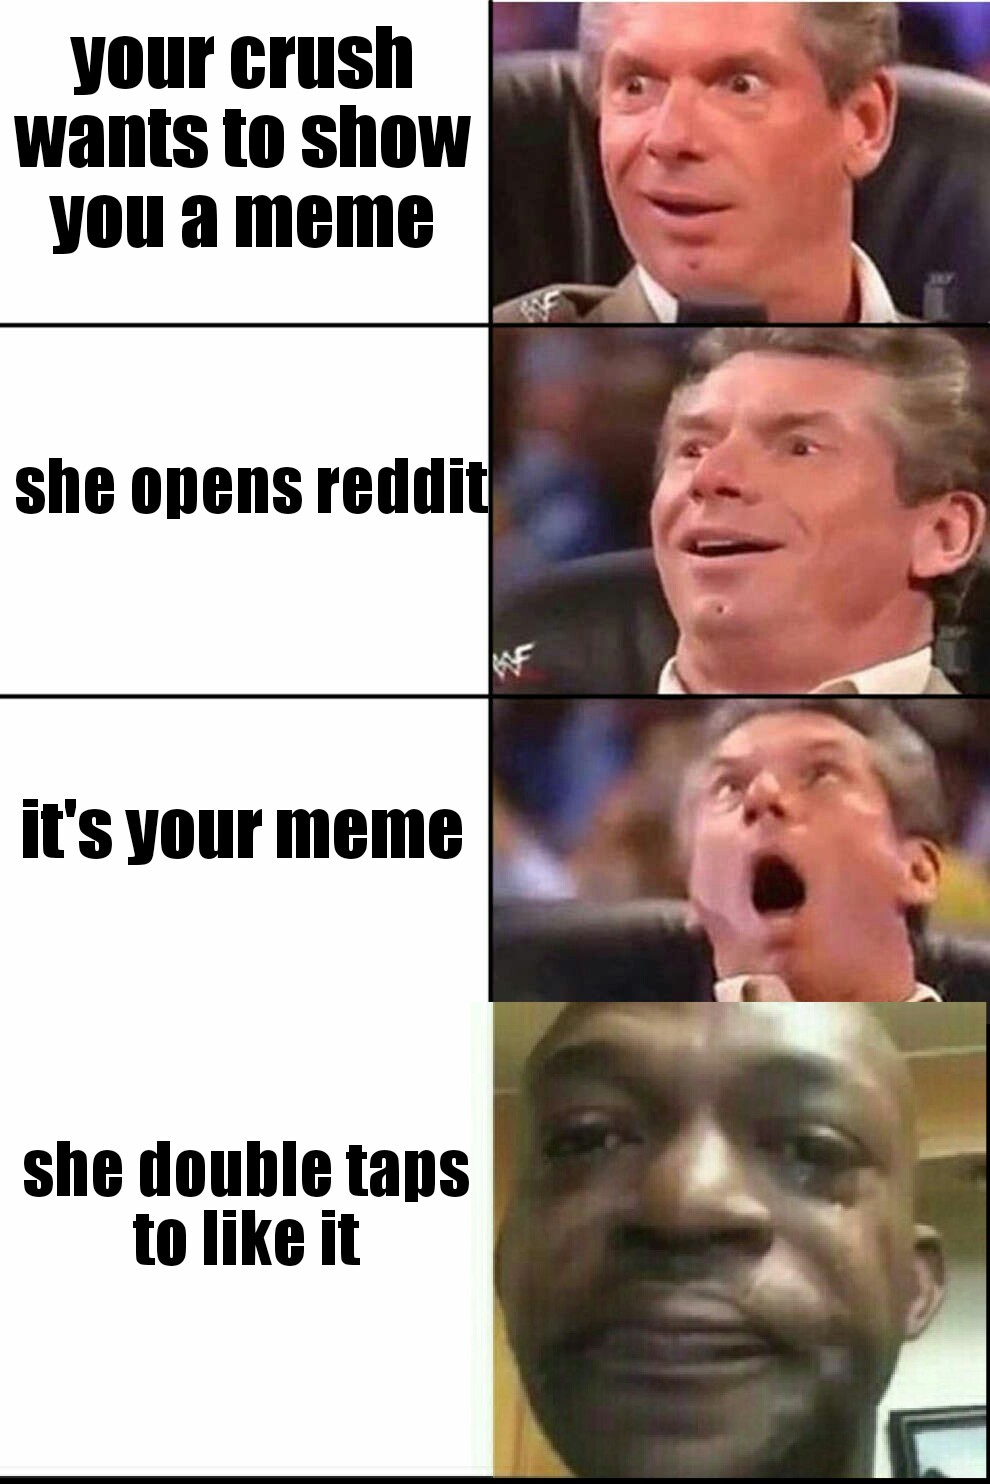 your crush
wants to show
you a meme
she opens reddit
it's your meme
she double taps
to like it